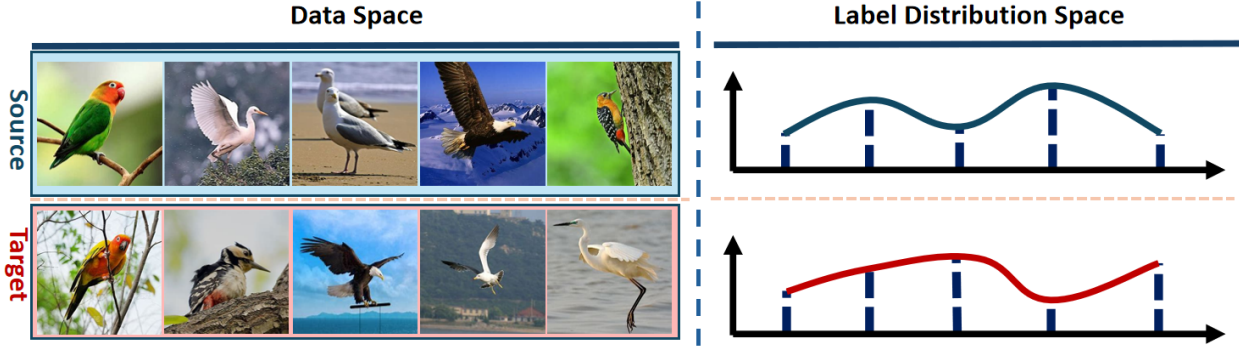 Data Space
Label Distribution Space
Source
Target